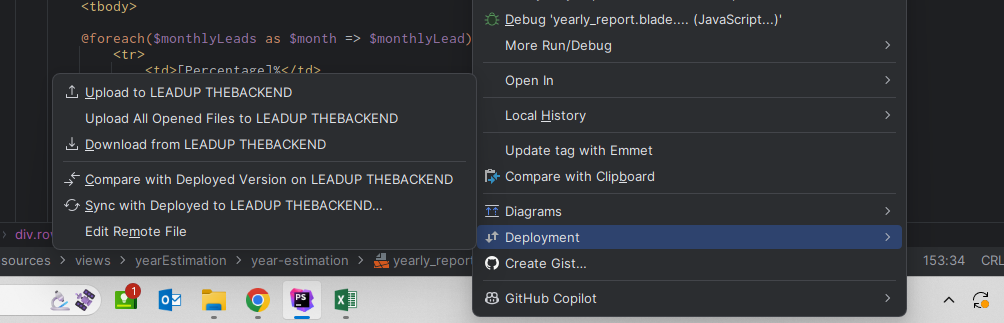 <tbody>
@foreach($monthlyLeads as $month => $monthlyLead)
<tr>
<td>[Percentage]%</td>
Upload to LEADUP THEBACKEND
Upload All Opened Files to LEADUP THEBACKEND
Download from LEADUP THEBACKEND
Compare with Deployed Version on LEADUP THEBACKEND
Sync with Deployed to LEADUP THEBACKEND...
Edit Remote File
Debug 'yearly_report.blade.... (JavaScript...)'
More Run/Debug
Open In
Local History
Update tag with Emmet
Compare with Clipboard
Diagrams
Deployment
Create Gist...
GitHub Copilot
div.ro
sources > views > yearEstimation > year-estimation > yearly_report
153:34 CRL
1
PS